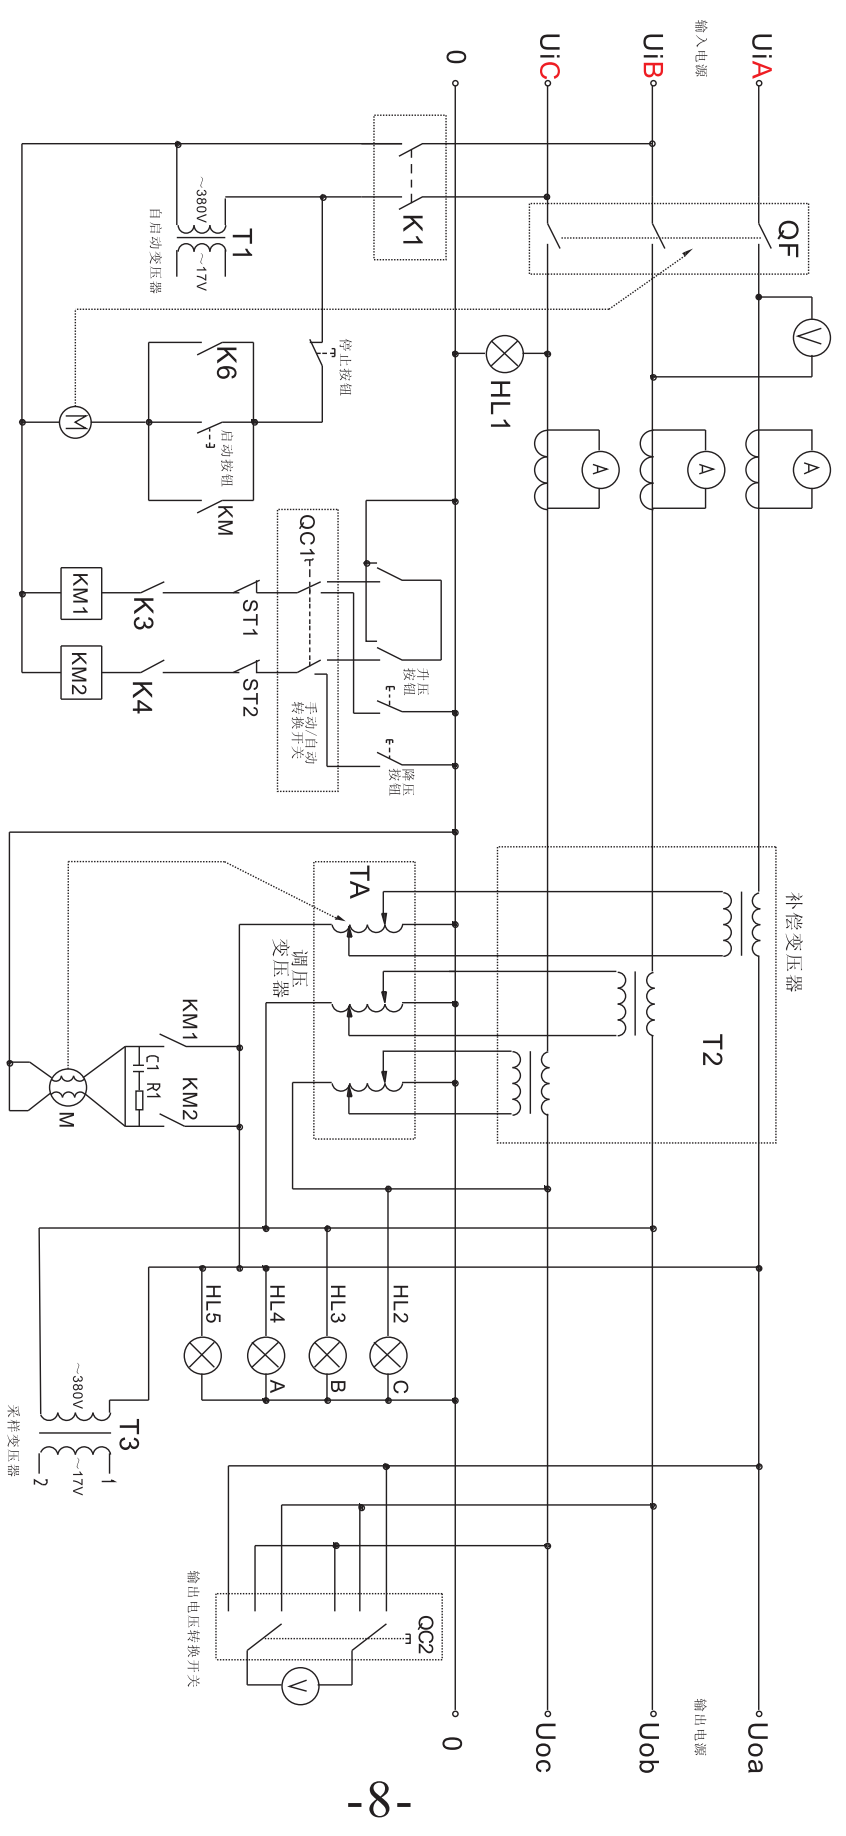 输入电源
UiA
UiB
UiC
0
QF
V
A
A
A
HL1
K1
T1
~380V
~17V
自启动变压器
停止按钮
K6
启动按钮
KM
M
QC1
手动/自动
转换开关
升压
按钮
降压
按钮
ST1
ST2
K3
K4
KM1
KM2
补偿变压器
T2
TA
调压
变压器
KM1
KM2
C1
R1
M
HL2
HL3
HL4
HL5
C
B
A
T3
~380V
~17V
1
2
采样变压器
QC2
输出电压转换开关
V
输出电源
Uoa
Uob
Uoc
0
-8-